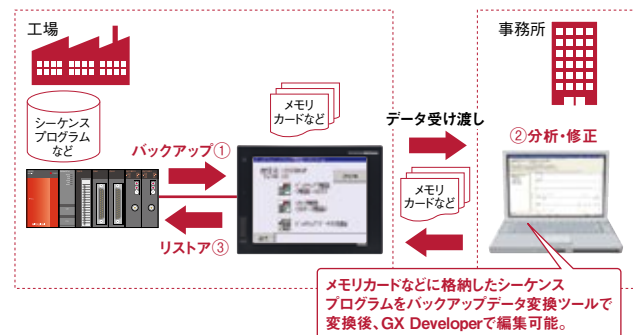 工場
事務所
シーケンス
プログラム
など
メモリ
カードなど
データ受け渡し
バックアップ①
②分析・修正
メモリ
カードなど
リストア③
メモリカードなどに格納したシーケンス
プログラムをバックアップデータ変換ツールで
変換後、GX Developerで編集可能。